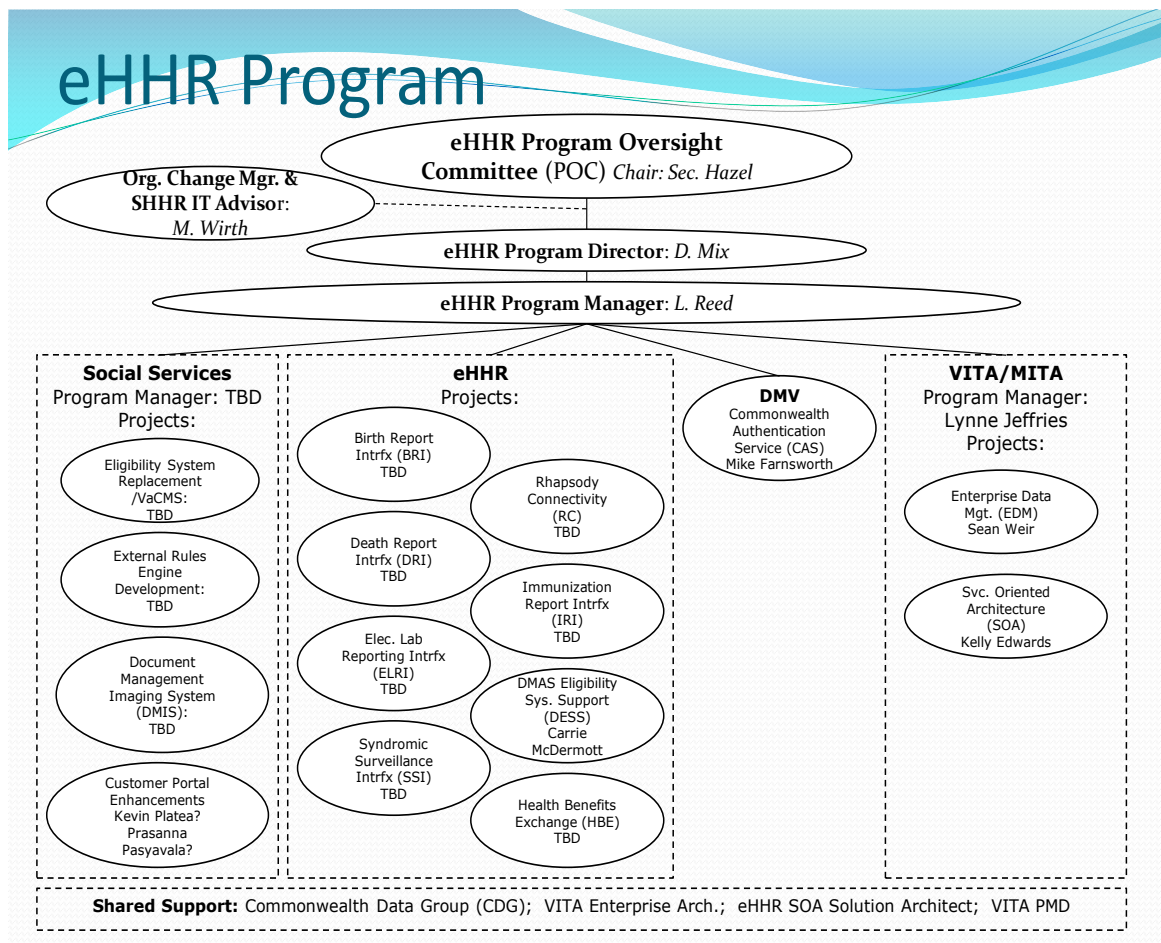 eHHR Program
eHHR Program Oversight
Committee (POC) Chair: Sec. Hazel
Org. Change Mgr. &
SHHR IT Advisor:
M. Wirth
eHHR Program Director: D. Mix
eHHR Program Manager: L. Reed
Social Services
Program Manager: TBD
Projects:
Eligibility System
Replacement
/VaCMS:
TBD
External Rules
Engine
Development:
TBD
Document
Management
Imaging System
(DMIS):
TBD
Customer Portal
Enhancements
Kevin Platea?
Prasanna
Pasyavala?
eHHR
Projects:
Birth Report
Intrfx (BRI)
TBD
Rhapsody
Connectivity
(RC)
TBD
Death Report
Intrfx (DRI)
TBD
Immunization
Report Intrfx
(IRI)
TBD
Elec. Lab
Reporting Intrfx
(ELRI)
TBD
DMAS Eligibility
Sys. Support
(DESS)
Carrie
McDermott
Syndromic
Surveillance
Intrfx (SSI)
TBD
Health Benefits
Exchange (HBE)
TBD
DMV
Commonwealth
Authentication
Service (CAS)
Mike Farnsworth
VITA/MITA
Program Manager:
Lynne Jeffries
Projects:
Enterprise Data
Mgt. (EDM)
Sean Weir
Svc. Oriented
Architecture
(SOA)
Kelly Edwards
Shared Support: Commonwealth Data Group (CDG); VITA Enterprise Arch.; eHHR SOA Solution Architect; VITA PMD